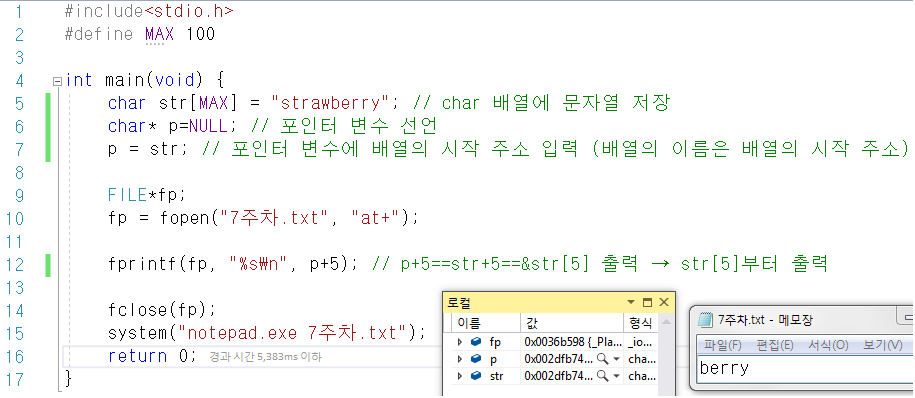 1 #include<stdio.h>
2 #define MAX 100
3
4 int main(void) {
5 char str[MAX] = "strawberry"; // char 배열에 문자열 저장
6 char* p=NULL; // 포인터 변수 선언
7 p = str; // 포인터 변수에 배열의 시작 주소 입력 (배열의 이름은 배열의 시작 주소)
8
9 FILE*fp;
10 fp = fopen("7주차.txt", "at+");
11
12 fprintf(fp, "%s₩n", p+5); // p+5==str+5==&str[5] 출력 → str[5]부터 출력
13
14 fclose(fp);
15 system("notepad.exe 7주차.txt");
16 return 0; 경과 시간 5,383ms 이하
17 }
로컬
이름 값 형식
fp 0x0036b598 {_Pla... _io...
p 0x002dfb74... cha...
str 0x002dfb74... cha...
7주차.txt - 메모장
파일(F) 편집(E) 서식(O) 보기(V)
berry